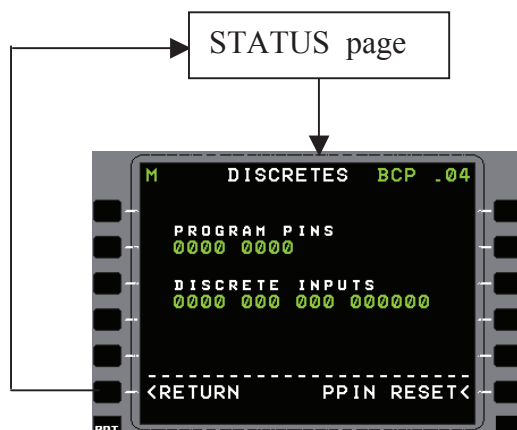 STATUS page
M DISCRETES BCP .04
PROGRAM PINS
0000 0000
DISCRETE INPUTS
0000 000 000 000000
<RETURN PPIN RESET<